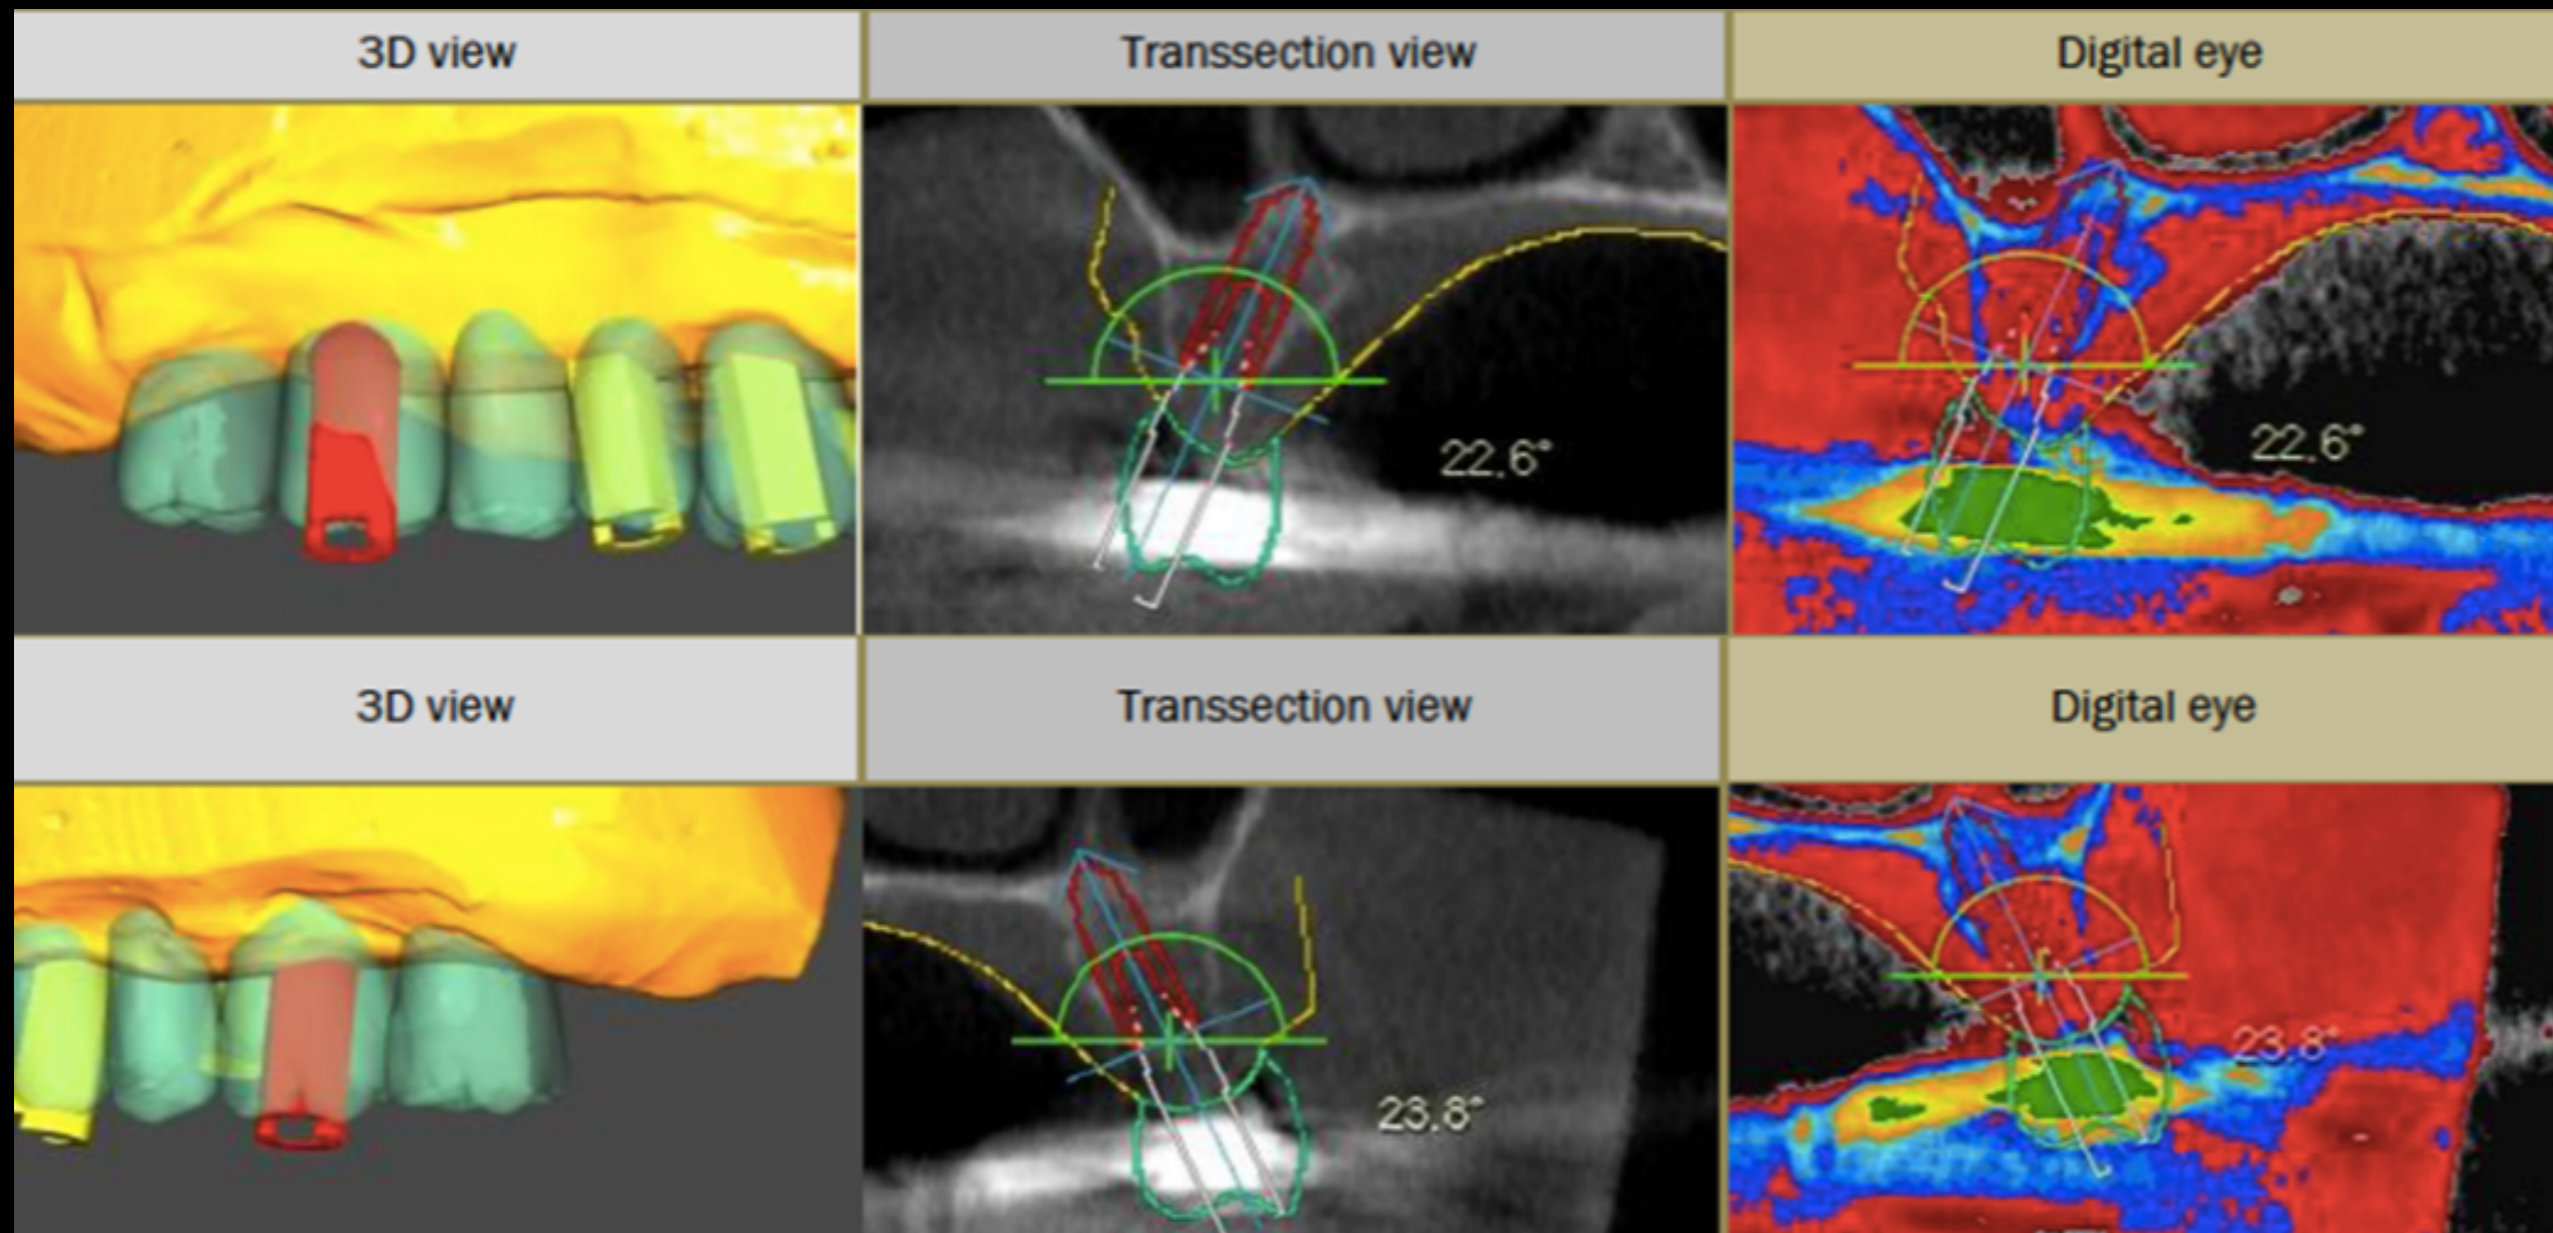 3D view
Transsection view
Digital eye
22.6°
22.6°
3D view
Transsection view
Digital eye
23.8°
23.8°